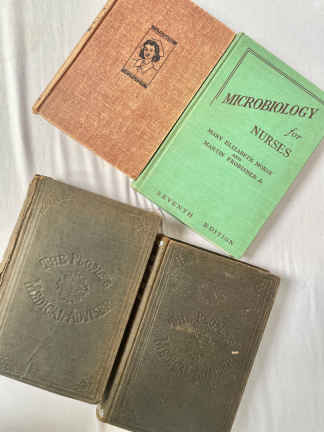 MICROBIOLOGY
for
NURSES
MARY ELIZABETH MORSE
AND
MARTIN FROBISHER Jr.
SEVENTH EDITION
THE PEOPLE'S
MEDICAL ADVISER
THE PEOPLE'S
MEDICAL ADVISER